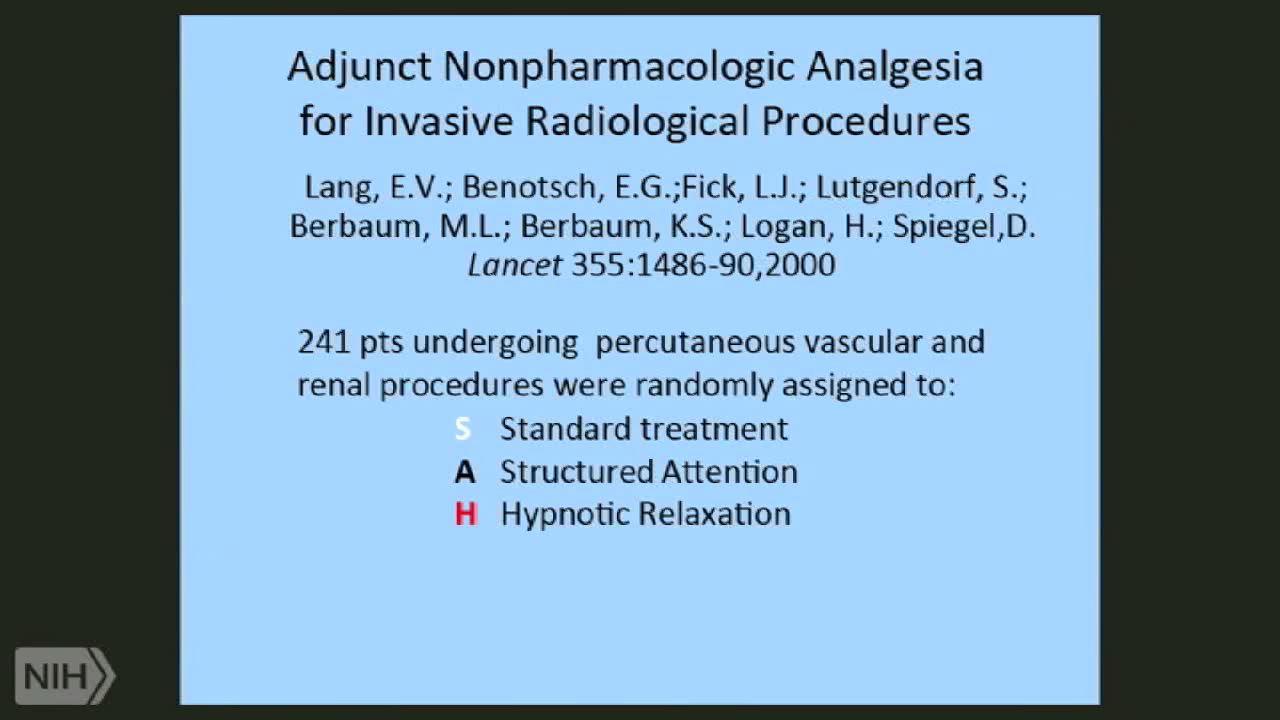 Adjunct Nonpharmacologic Analgesia
for Invasive Radiological Procedures
Lang, E.V.; Benotsch, E.G.;Fick, L.J.; Lutgendorf, S.;
Berbaum, M.L.; Berbaum, K.S.; Logan, H.; Spiegel,D.
Lancet 355:1486-90,2000
241 pts undergoing percutaneous vascular and
renal procedures were randomly assigned to:
S Standard treatment
A Structured Attention
H Hypnotic Relaxation
NIH